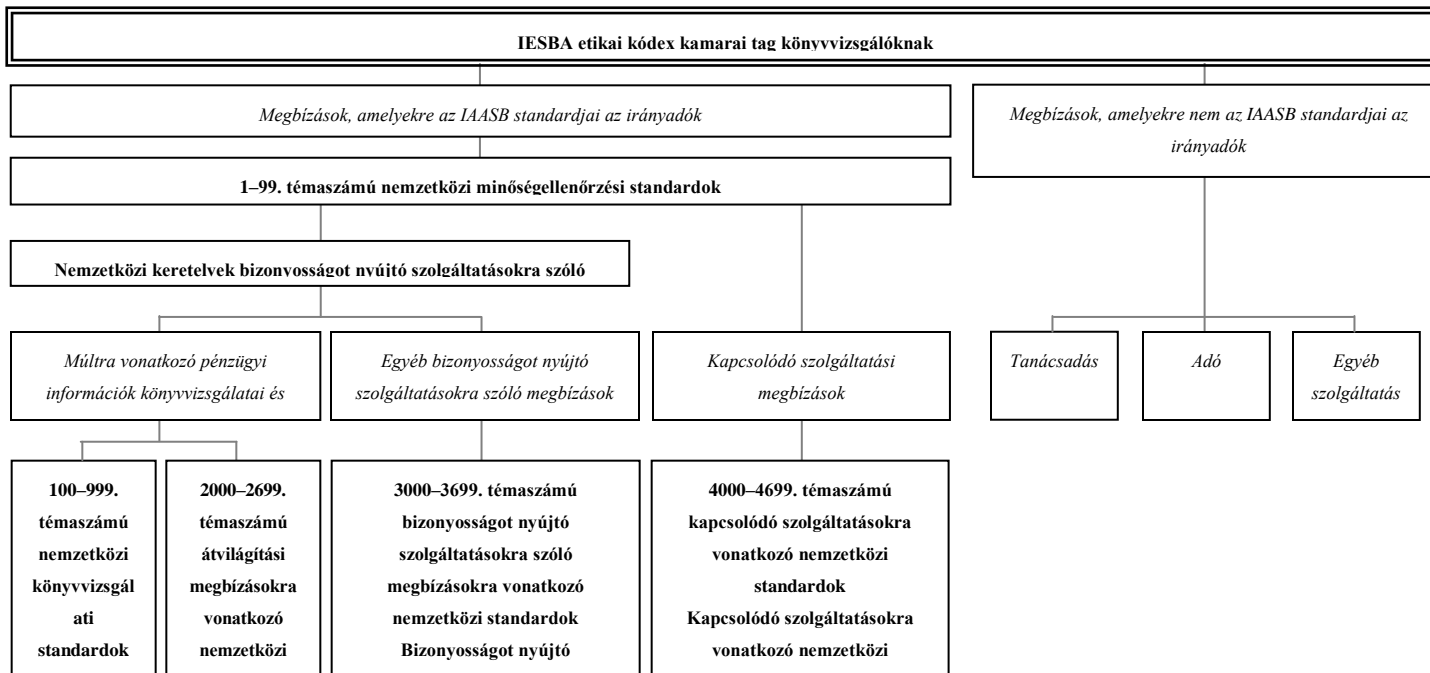 IESBA etikai kódex kamarai tag könyvvizsgálóknak
Megbízások, amelyekre az IAASB standardjai az irányadók
Megbízások, amelyekre nem az IAASB standardjai az
irányadók
1–99. témaszámú nemzetközi minőségellenőrzési standardok
Nemzetközi keretelvek bizonyosságot nyújtó szolgáltatásokra szóló
Múltra vonatkozó pénzügyi
információk könyvvizsgálatai és
Egyéb bizonyosságot nyújtó
szolgáltatásokra szóló megbízások
Kapcsolódó szolgáltatási
megbízások
Tanácsadás
Adó
Egyéb
szolgáltatás
100–999.
témaszámú
nemzetközi
könyvvizsgál
ati
standardok
2000–2699.
témaszámú
átvilágítási
megbízásokra
vonatkozó
nemzetközi
3000–3699. témaszámú
bizonyosságot nyújtó
szolgáltatásokra szóló
megbízásokra vonatkozó
nemzetközi standardok
Bizonyosságot nyújtó
4000–4699. témaszámú
kapcsolódó szolgáltatásokra
vonatkozó nemzetközi
standardok
Kapcsolódó szolgáltatásokra
vonatkozó nemzetközi